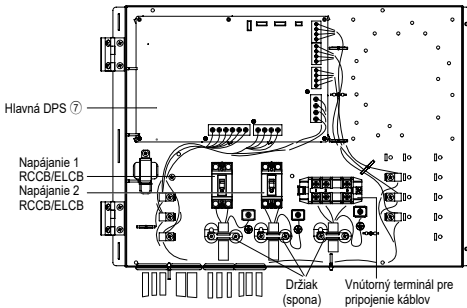 Hlavná DPS ⑦
Napájanie 1
RCCB/ELCB
Napájanie 2
RCCB/ELCB
Držiak
(spona)
Vnútorný terminál pre
pripojenie káblov